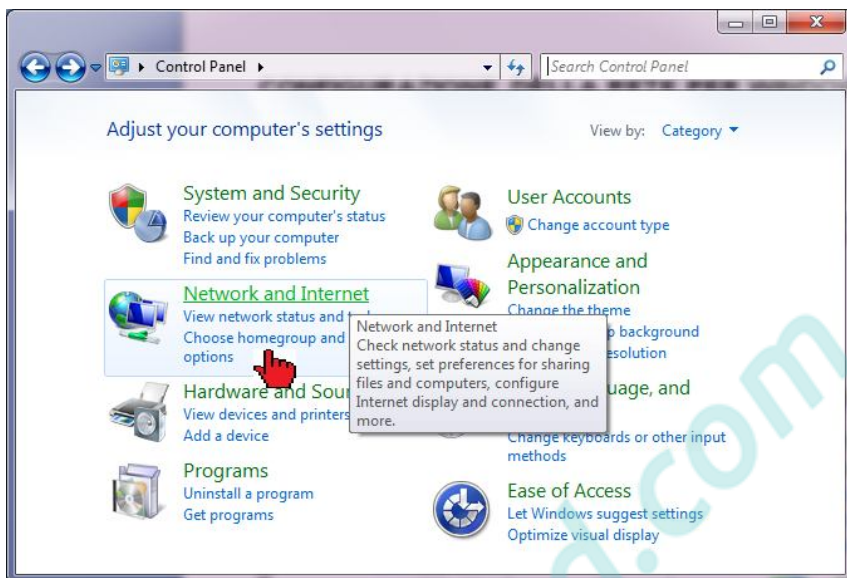 Control Panel
Search Control Panel
Adjust your computer's settings
View by: Category
System and Security
Review your computer's status
Back up your computer
Find and fix problems
Network and Internet
View network status and
Choose homegroup and
options
Hardware and Sou
View devices and printers
Add a device
Programs
Uninstall a program
Get programs
User Accounts
Change account type
Appearance and
Personalization
Change the theme
background
esolution
uage, and
Change keyboards or other input
methods
Ease of Access
Let Windows suggest settings
Optimize visual display
Network and Internet
Check network status and change
settings, set preferences for sharing
files and computers, configure
Internet display and connection, and
more.
d.com